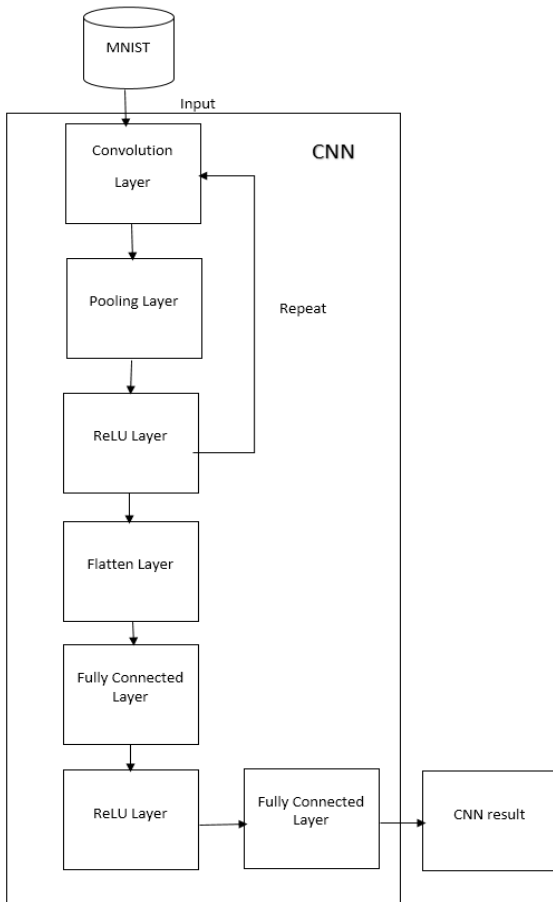 MNIST
Input
Convolution
Layer
CNN
Pooling Layer
Repeat
ReLU Layer
Flatten Layer
Fully Connected
Layer
ReLU Layer
Fully Connected
Layer
CNN result